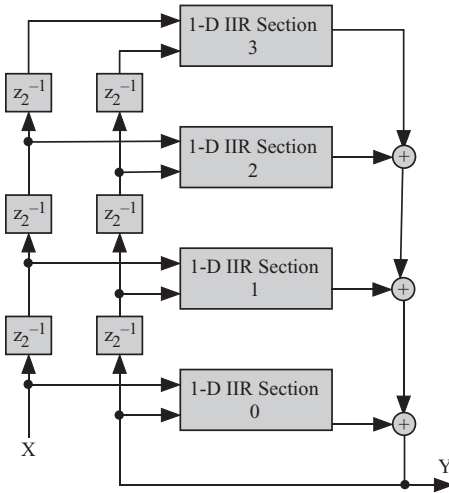 1-D IIR Section
3
z₂⁻¹ z₂⁻¹
1-D IIR Section
2
+
z₂⁻¹ z₂⁻¹
1-D IIR Section
1
+
z₂⁻¹ z₂⁻¹
1-D IIR Section
0
+
X
Y